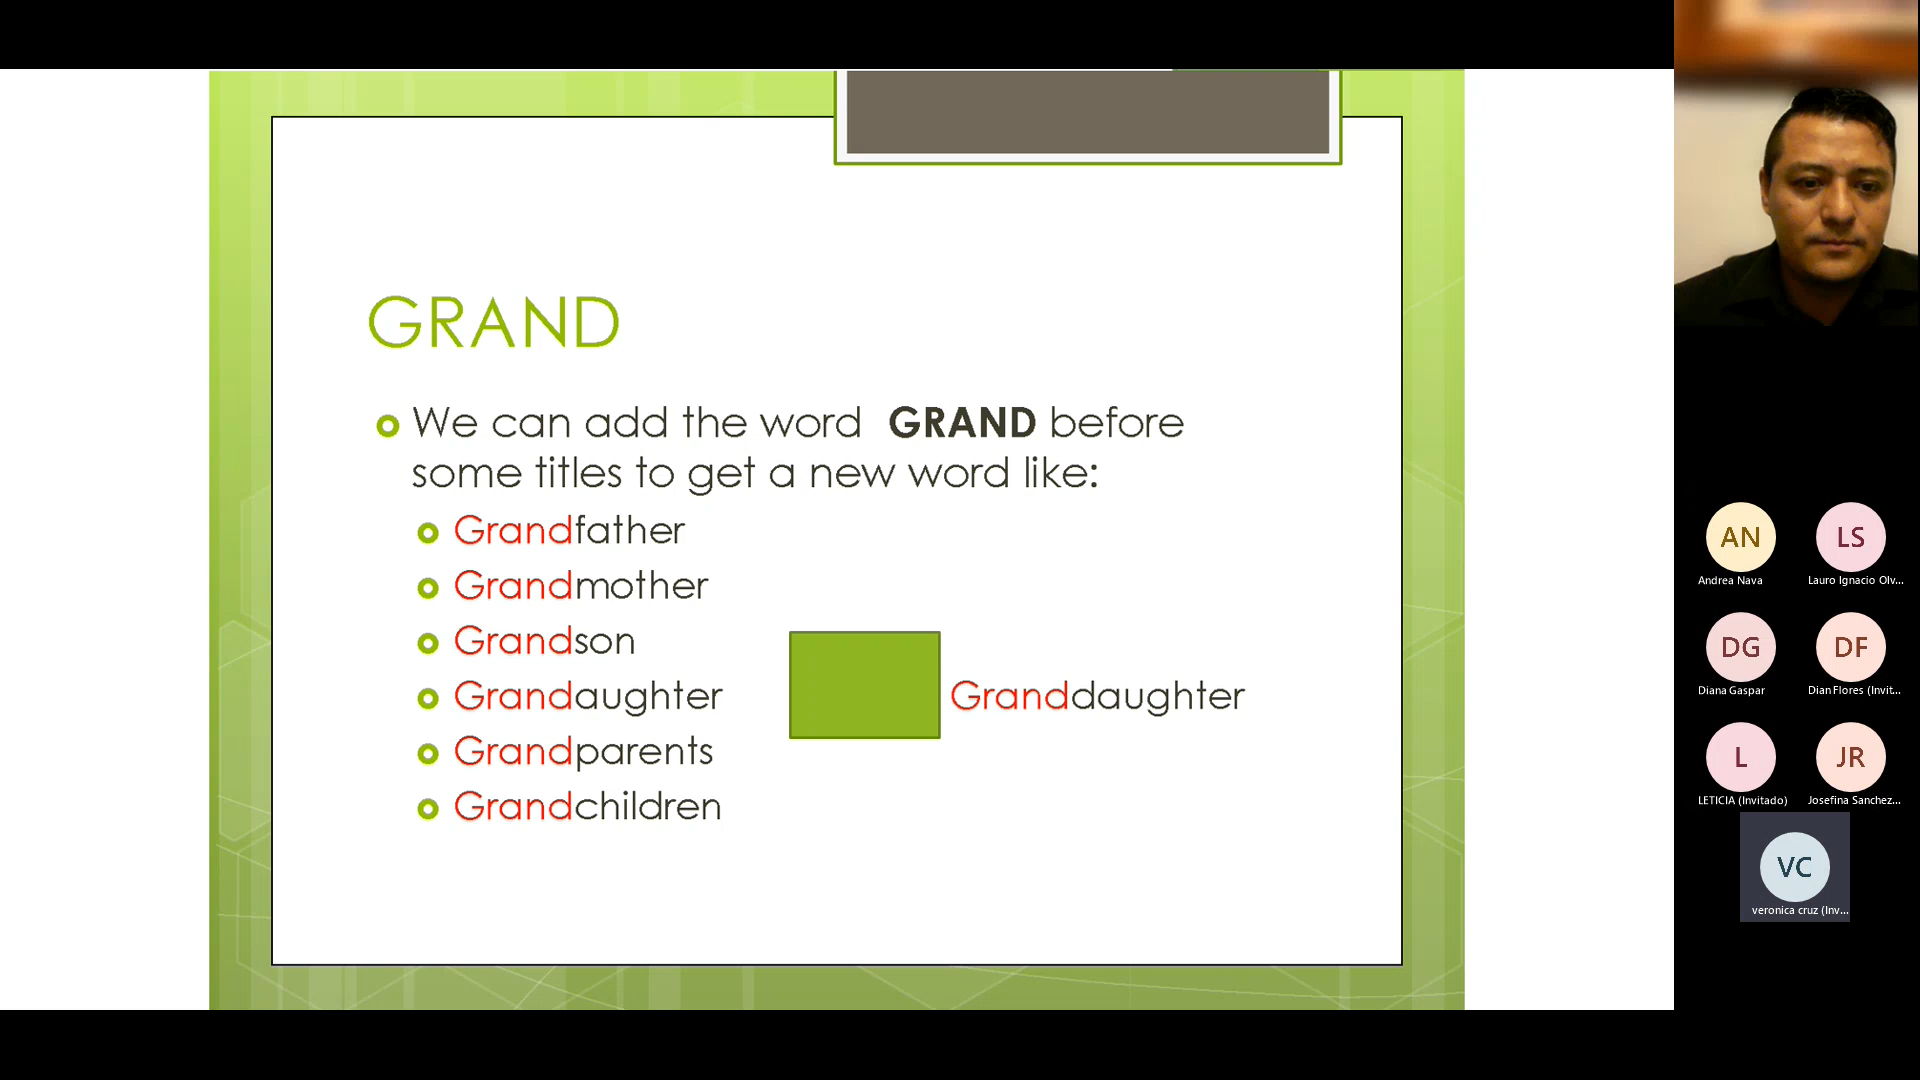 GRAND
We can add the word GRAND before
some titles to get a new word like:
Grandfather
Grandmother
Grandson
Grandaughter
Granddaughter
Grandparents
Grandchildren
AN
Andrea Nava
LS
Lauro Ignacio Olv...
DG
Diana Gaspar
DF
Dian Flores (Invit...
L
LETICIA (Invitado)
JR
Josefina Sanchez...
VC
veronica cruz (Inv...